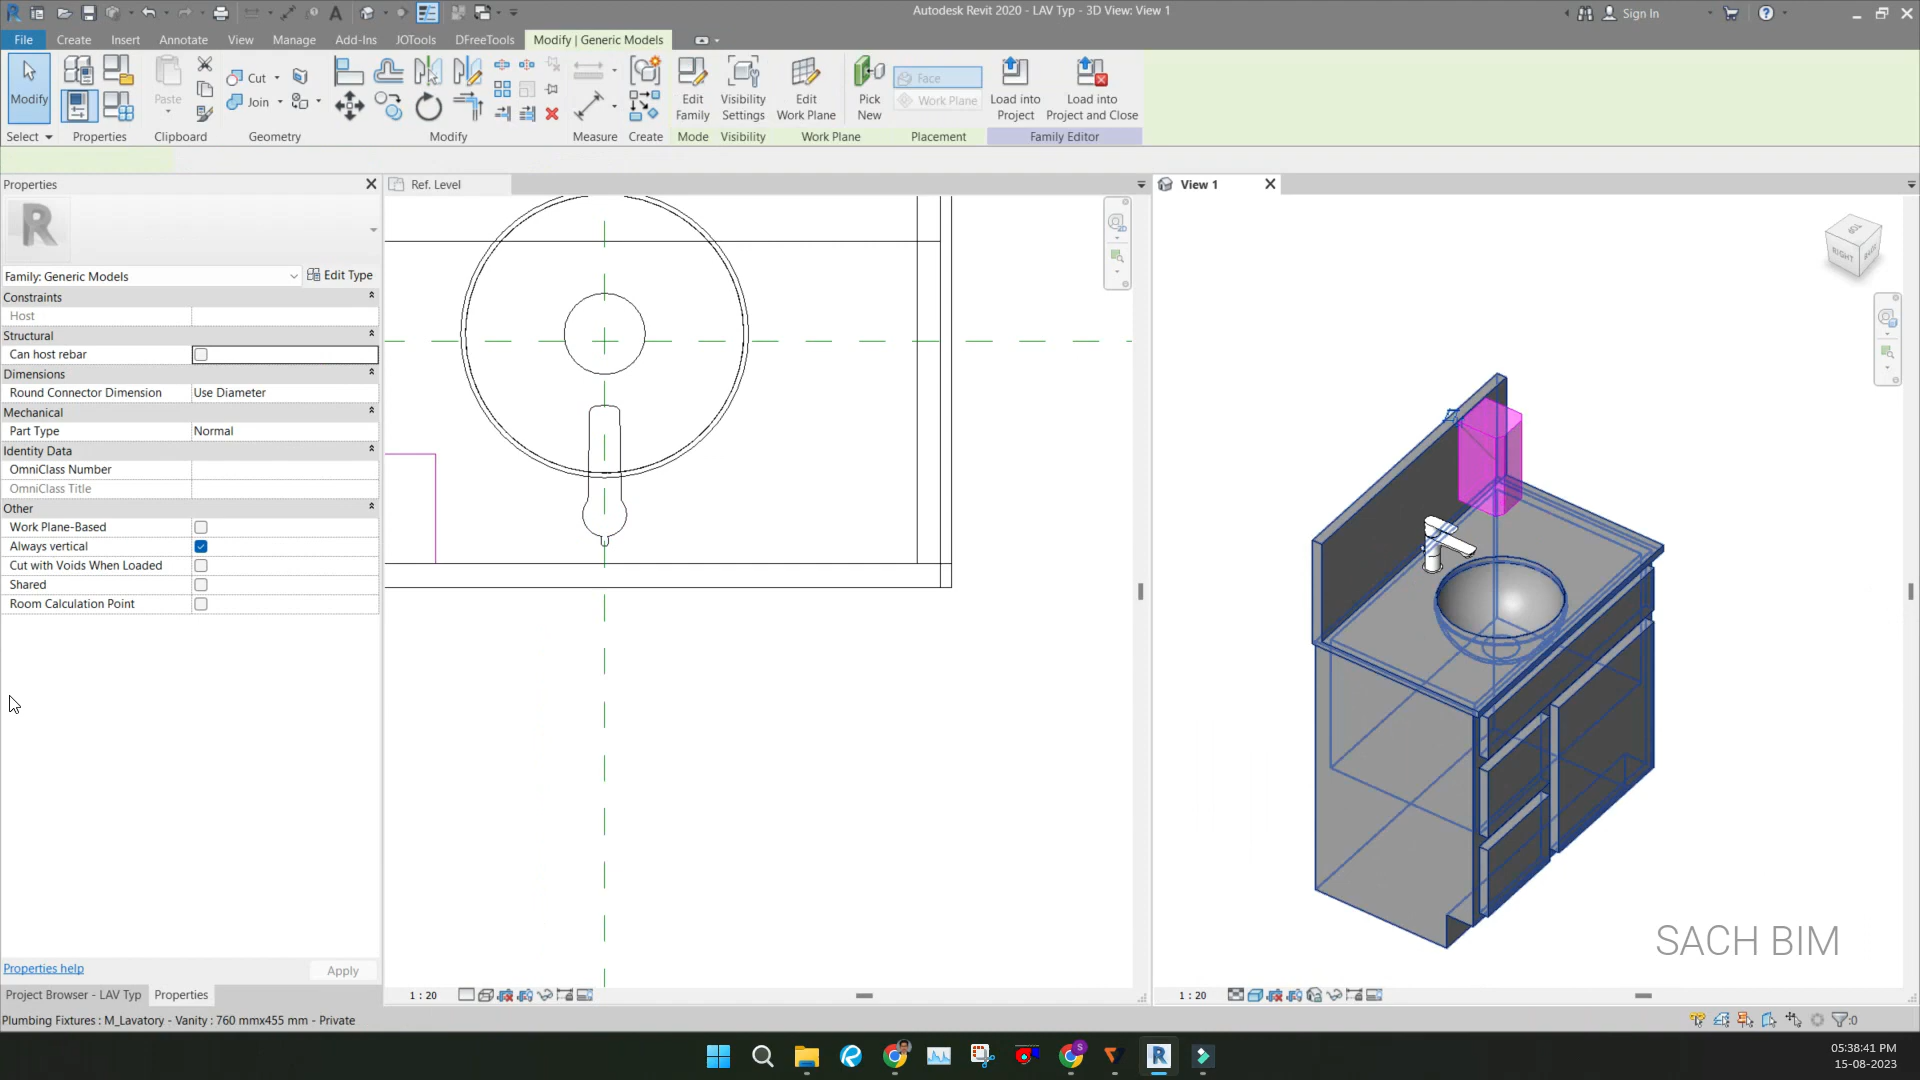 Autodesk Revit 2020 - LAV Typ - 3D View: View 1
Sign In
File Create Insert Annotate View Manage Add-Ins JOTools DFreeTools Modify | Generic Models
Modify
Paste
Cut
Join
Edit Family
Visibility Settings
Edit Work Plane
Pick New
Face
Work Plane
Load into Project
Load into Project and Close
Select Properties Clipboard Geometry Modify Measure Create Mode Visibility Work Plane Placement Family Editor
Properties
Ref. Level
View 1
R
Family: Generic Models
Edit Type
Constraints
Host
Structural
Can host rebar
Dimensions
Round Connector Dimension Use Diameter
Mechanical
Part Type Normal
Identity Data
OmniClass Number
OmniClass Title
Other
Work Plane-Based
Always vertical
Cut with Voids When Loaded
Shared
Room Calculation Point
TOP
RIGHT
BACK
SACH BIM
Properties help
Apply
Project Browser - LAV Typ Properties
1 : 20
1 : 20
Plumbing Fixtures : M_Lavatory - Vanity : 760 mmx455 mm - Private
:0
05:38:41 PM
15-08-2023